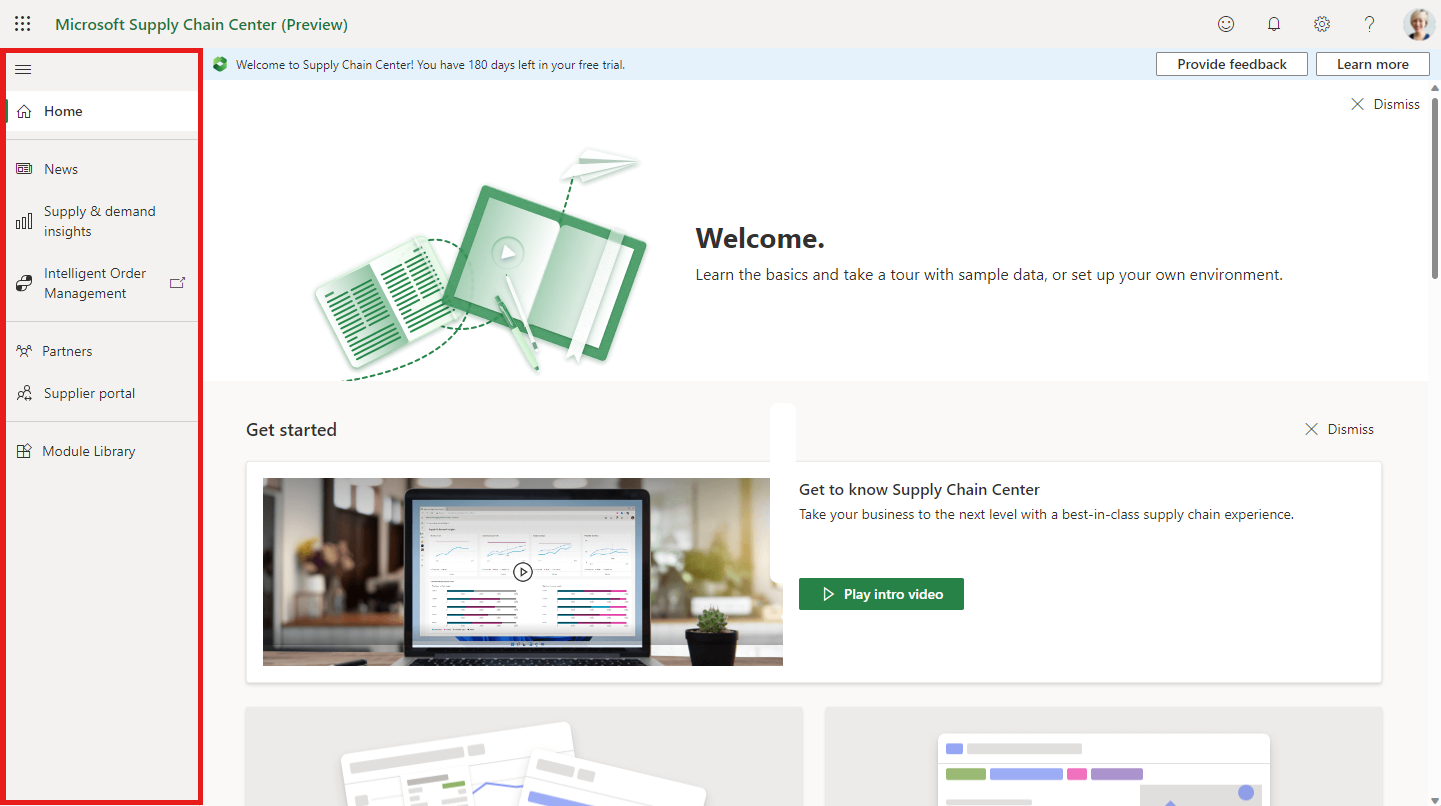 Microsoft Supply Chain Center (Preview)
Welcome to Supply Chain Center! You have 180 days left in your free trial.
Provide feedback
Learn more
Home
News
Supply & demand
insights
Intelligent Order
Management
Partners
Supplier portal
Module Library
Dismiss
Welcome.
Learn the basics and take a tour with sample data, or set up your own environment.
Get started
Dismiss
Get to know Supply Chain Center
Take your business to the next level with a best-in-class supply chain experience.
Play intro video